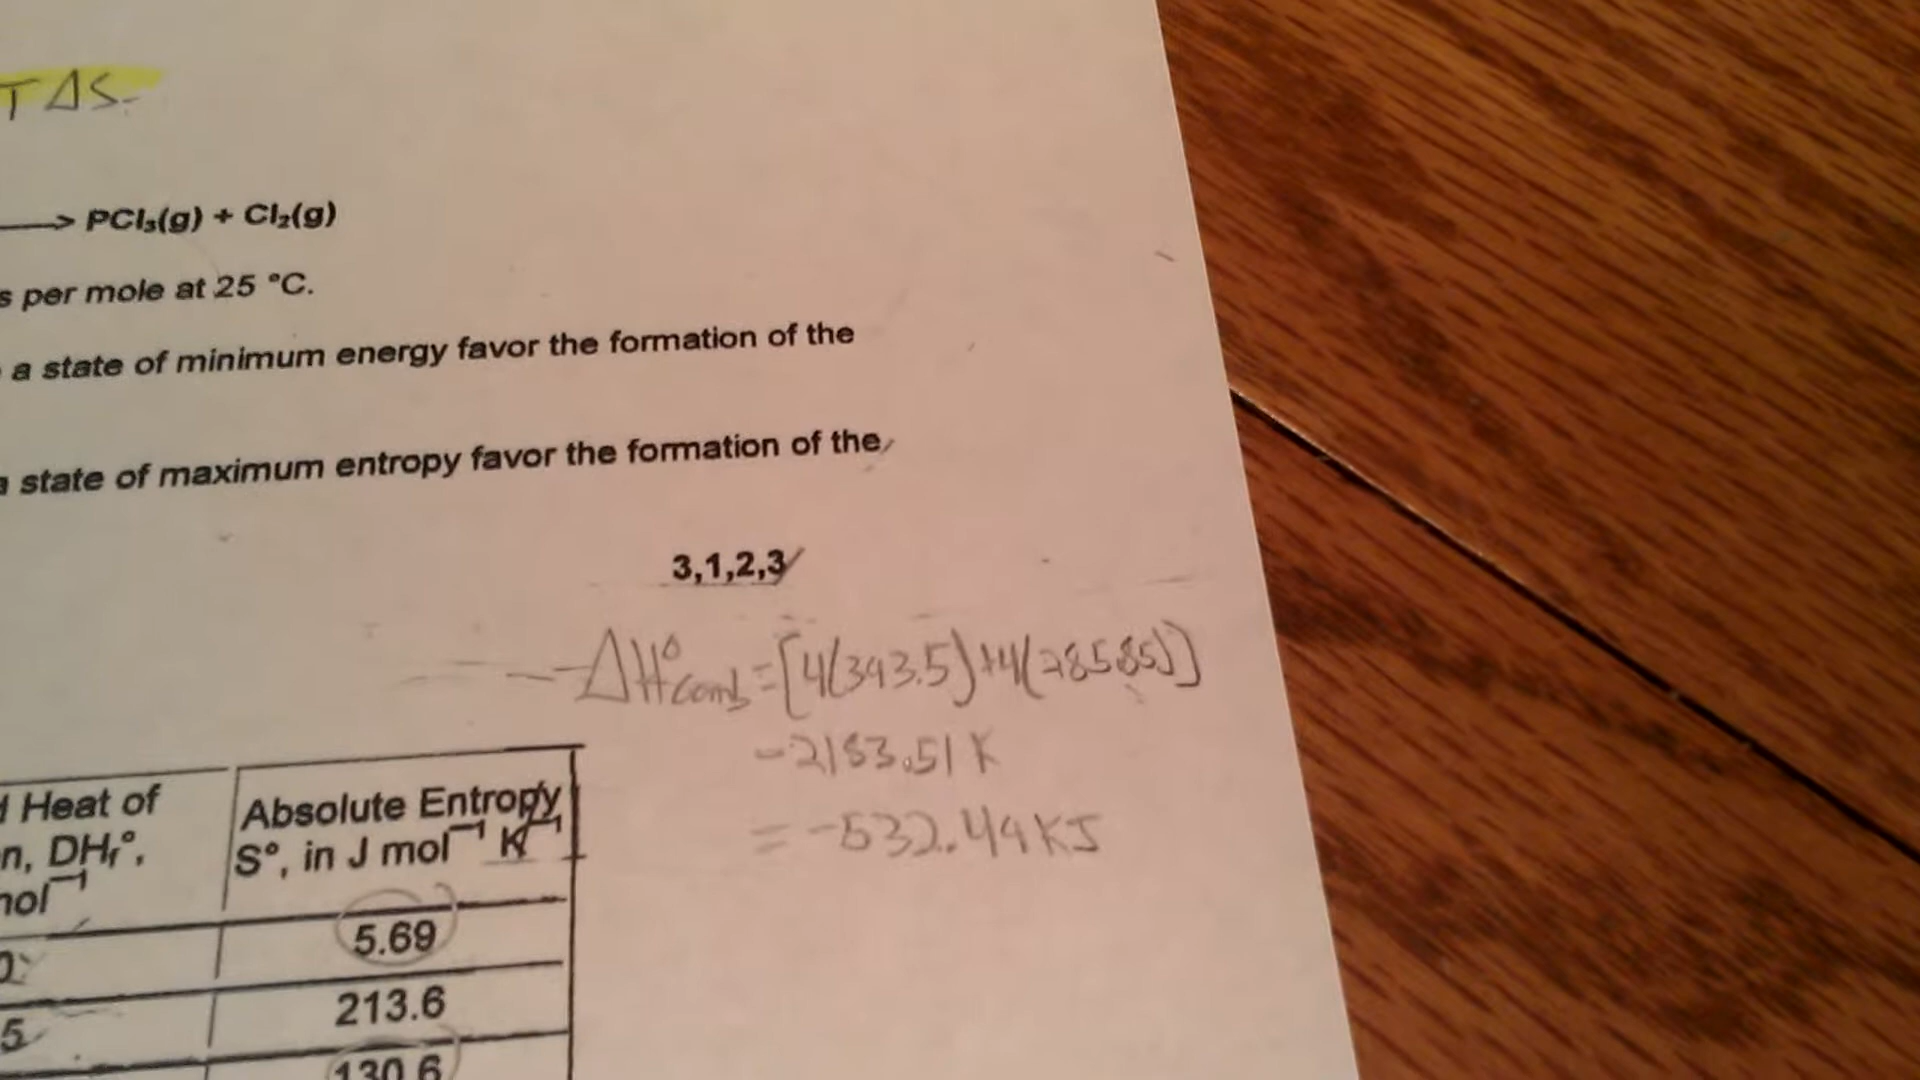 TΔS
⟶ PCl₃(g) + Cl₂(g)
s per mole at 25 °C.
a state of minimum energy favor the formation of the
a state of maximum entropy favor the formation of the
3,1,2,3
ΔH°comb = [4(393.5)+4(285.85)]
-2183.51 K
= -532.44 KJ
Heat of
n, DHf°,
mol⁻¹
Absolute Entropy
S°, in J mol⁻¹ K⁻¹
5.69
5
213.6
130.6